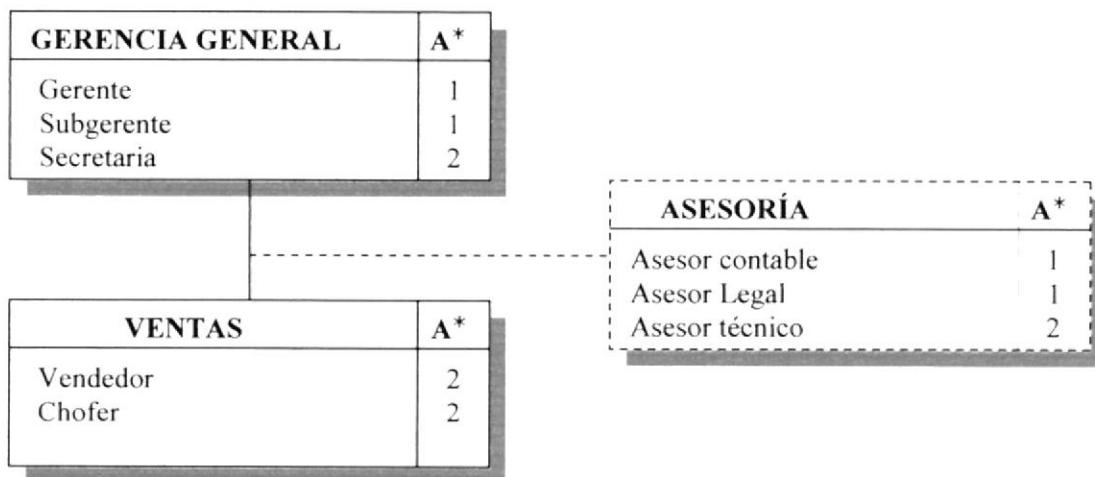 GERENCIA GENERAL A*
Gerente 1
Subgerente 1
Secretaria 2
ASESORÍA A*
Asesor contable 1
Asesor Legal 1
Asesor técnico 2
VENTAS A*
Vendedor 2
Chofer 2